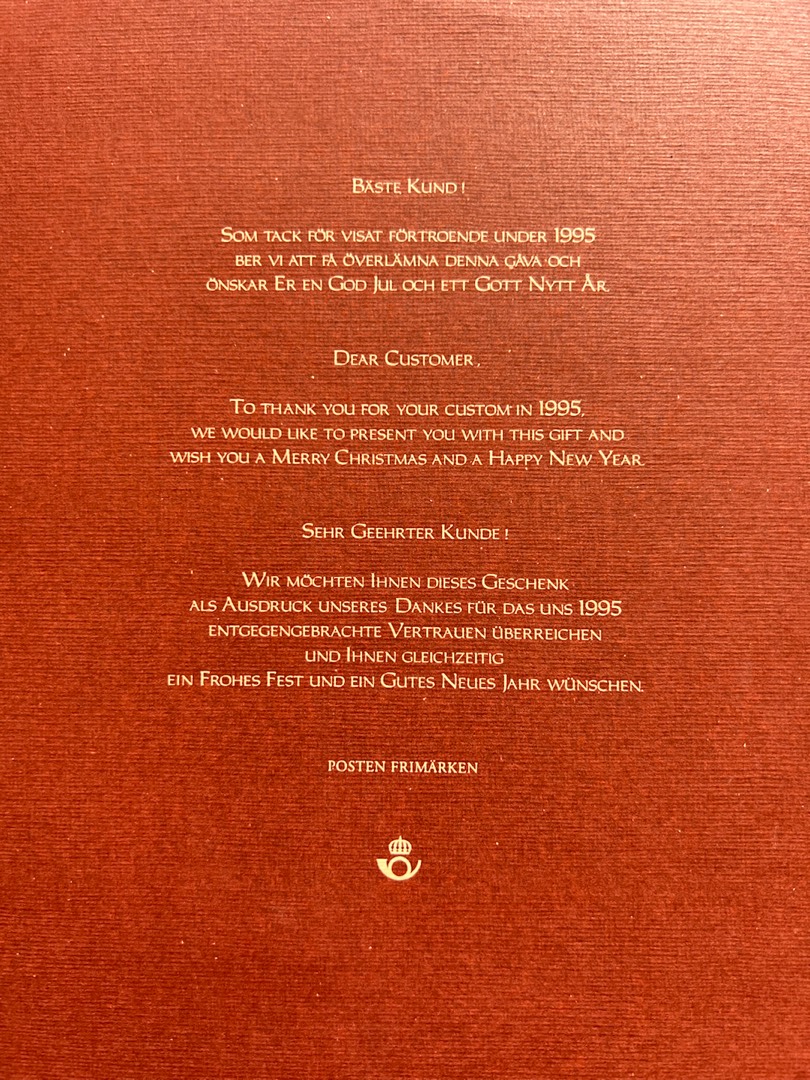 BÄSTE KUND!
SOM TACK FÖR VISAT FÖRTROENDE UNDER 1995
BER VI ATT FÅ ÖVERLÄMNA DENNA GÅVA OCH
ÖNSKAR ER EN GOD JUL OCH ETT GOTT NYTT ÅR.
DEAR CUSTOMER,
TO THANK YOU FOR YOUR CUSTOM IN 1995,
WE WOULD LIKE TO PRESENT YOU WITH THIS GIFT AND
WISH YOU A MERRY CHRISTMAS AND A HAPPY NEW YEAR.
SEHR GEEHRTER KUNDE!
WIR MÖCHTEN IHNEN DIESES GESCHENK
ALS AUSDRUCK UNSERES DANKES FÜR DAS UNS 1995
ENTGEGENGEBRACHTE VERTRAUEN ÜBERREICHEN
UND IHNEN GLEICHZEITIG
EIN FROHES FEST UND EIN GUTES NEUES JAHR WÜNSCHEN.
POSTEN FRIMÄRKEN